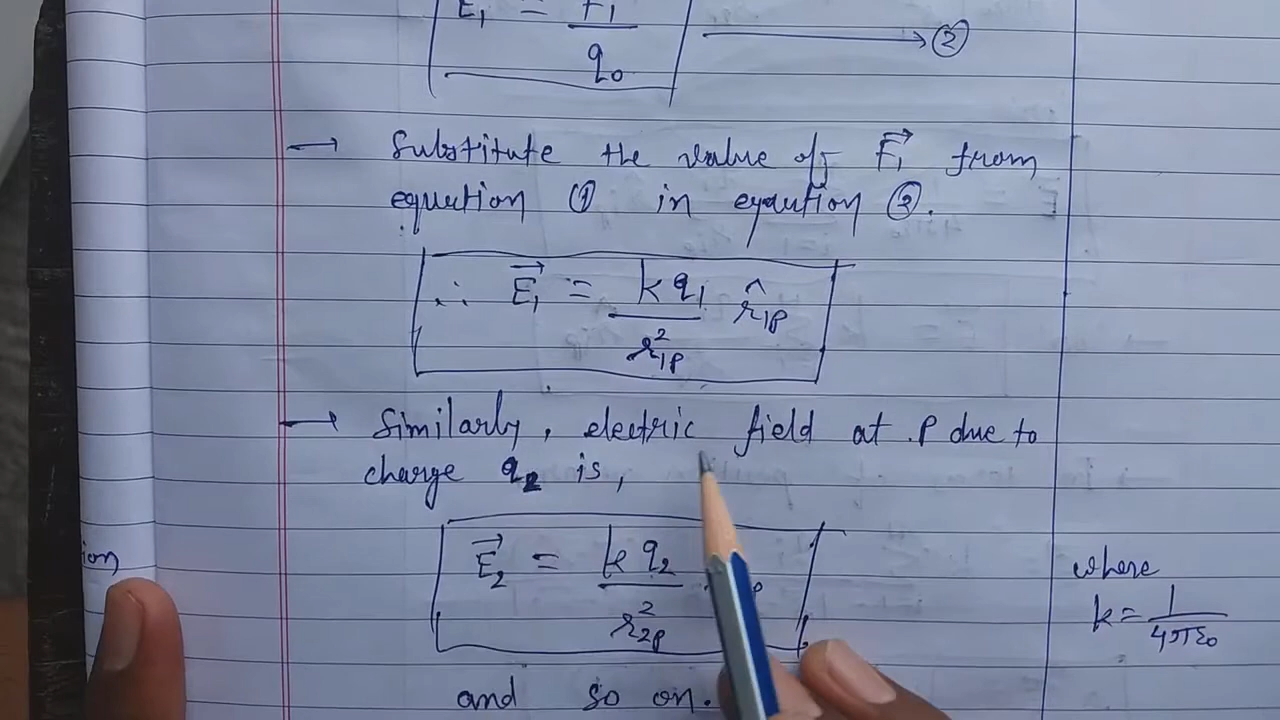 E₁ = F₁ / q₀ ⟶ ②
→ Substitute the value of F⃗₁ from
equation ① in equation ②.
∴ E⃗₁ = kq₁ / r²₁ₚ r̂₁ₚ
→ Similarly, electric field at P due to
charge q₂ is,
ion
E⃗₂ = kq₂ / r²₂ₚ
where
k = 1 / 4πε₀
and so on.